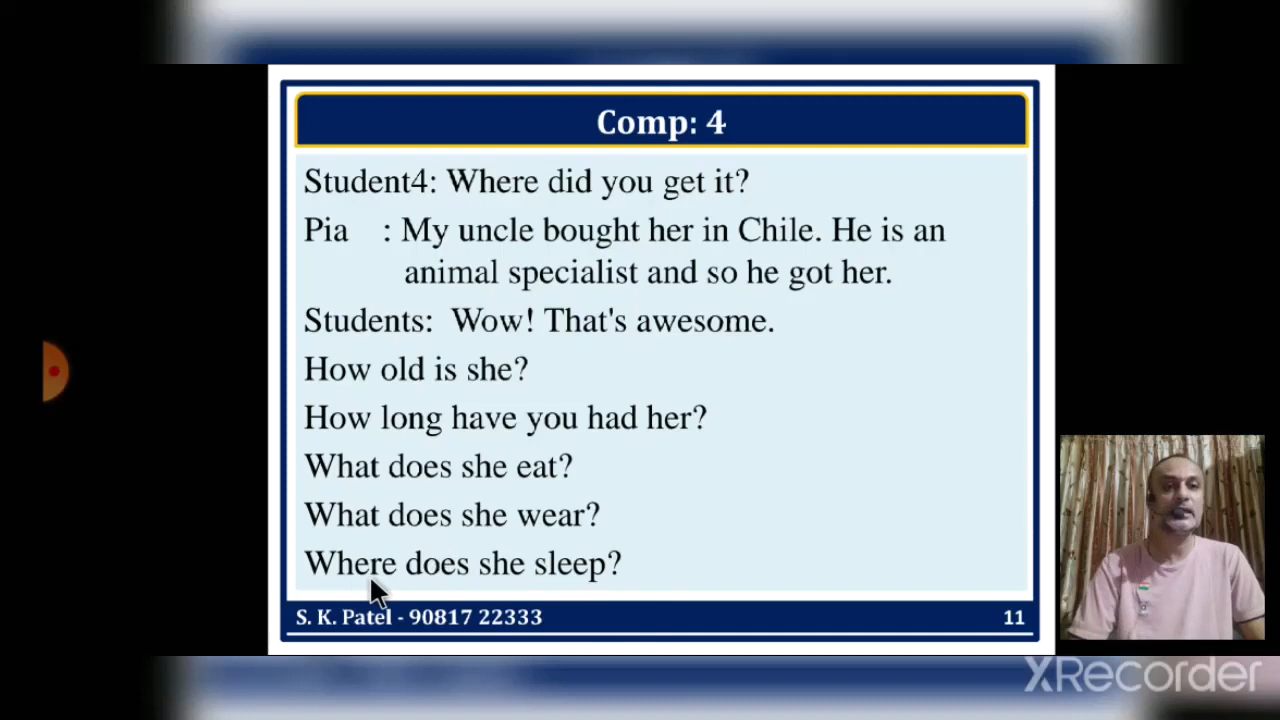 Comp: 4
Student4: Where did you get it?
Pia : My uncle bought her in Chile. He is an
animal specialist and so he got her.
Students: Wow! That's awesome.
How old is she?
How long have you had her?
What does she eat?
What does she wear?
Where does she sleep?
S. K. Patel - 90817 22333 11
XRecorder